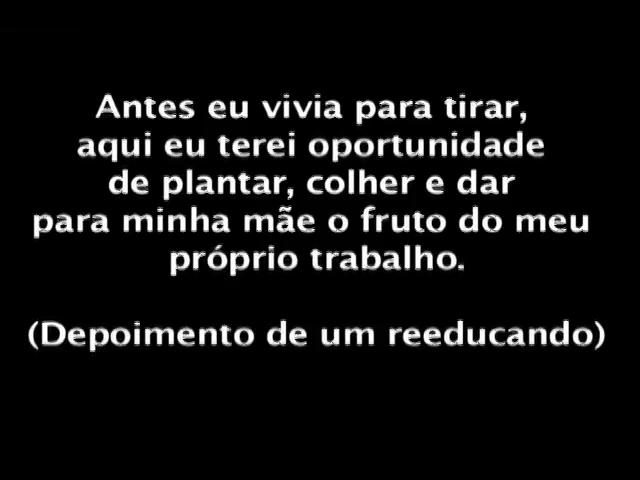 Antes eu vivia para tirar,
aqui eu terei oportunidade
de plantar, colher e dar
para minha mãe o fruto do meu
próprio trabalho.
(Depoimento de um reeducando)